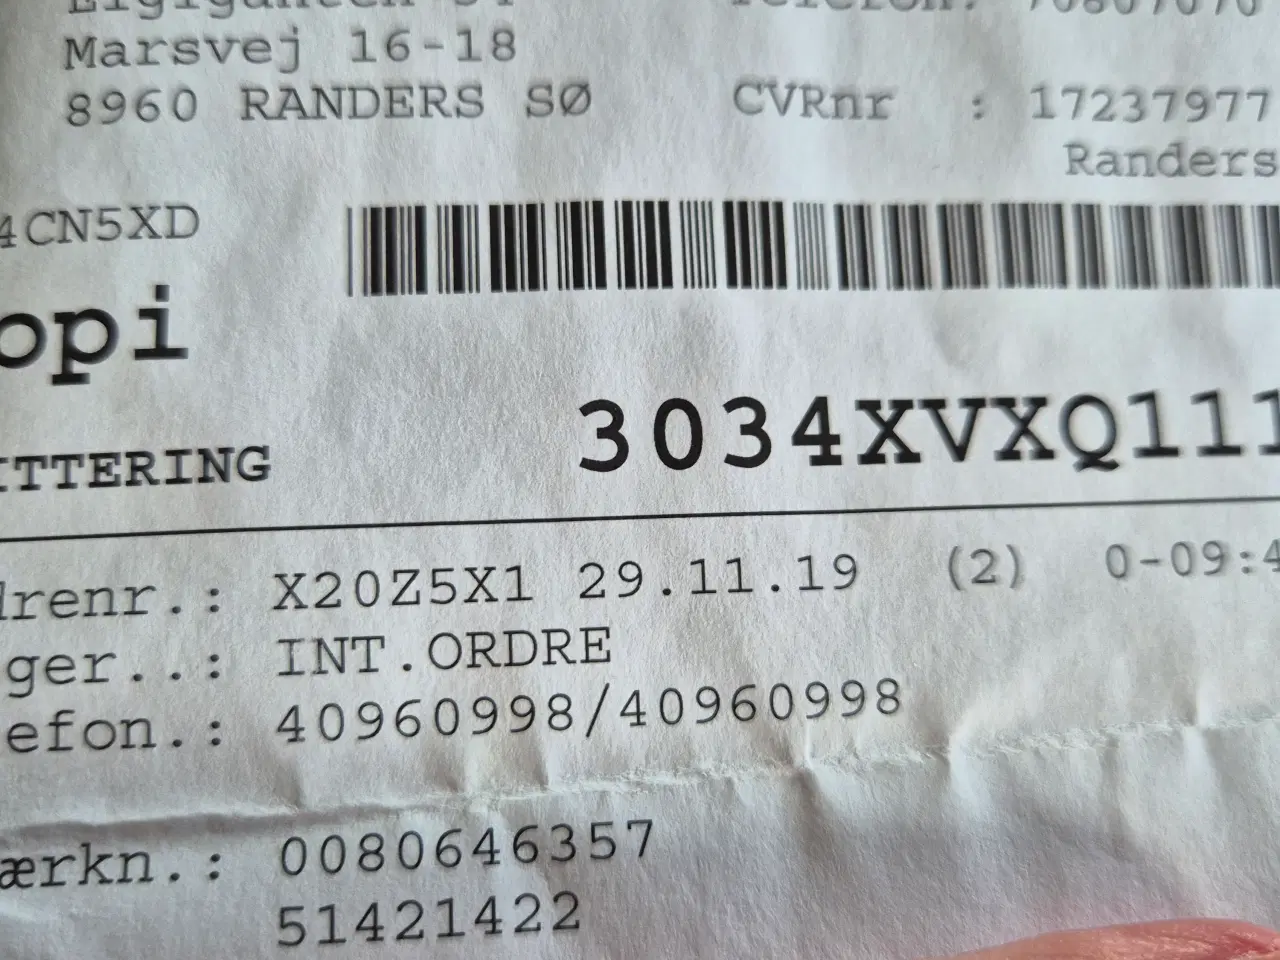 Marsvej 16-18
8960 RANDERS SØ CVRnr : 17237977
Randers
4CN5XD
opi
3034XVXQ111
ITTERING
drenr.: X20Z5X1 29.11.19 (2) 0-09:4
ger..: INT.ORDRE
efon.: 40960998/40960998
ærkn.: 0080646357
51421422